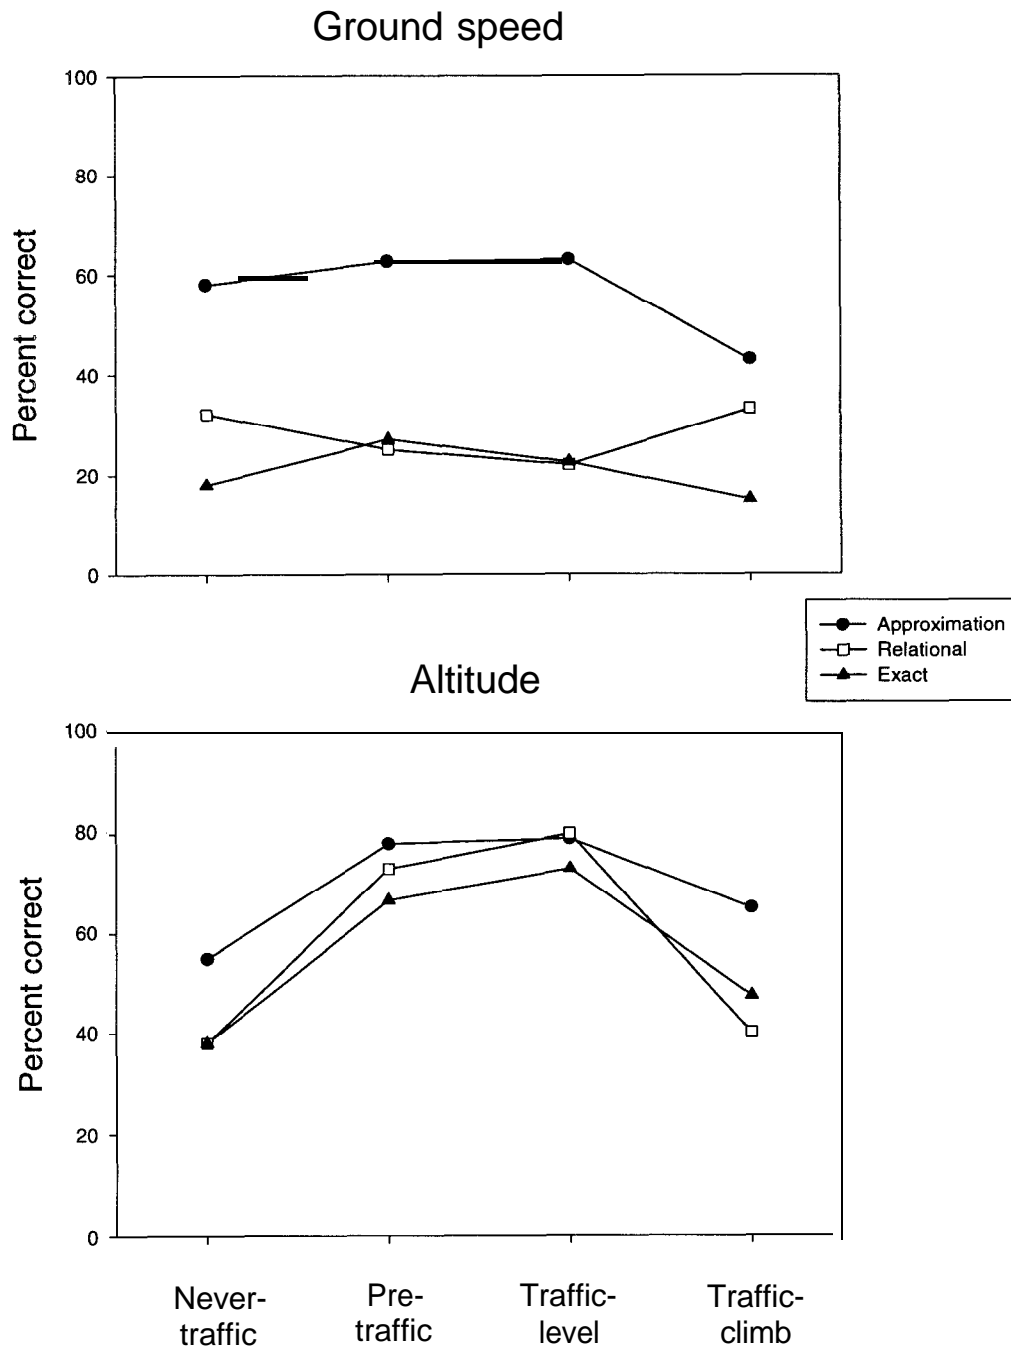 Ground speed
100
80
60
40
20
0
Percent correct
Approximation
Relational
Exact
Altitude
100
80
60
40
20
0
Percent correct
Never-
traffic
Pre-
traffic
Traffic-
level
Traffic-
climb